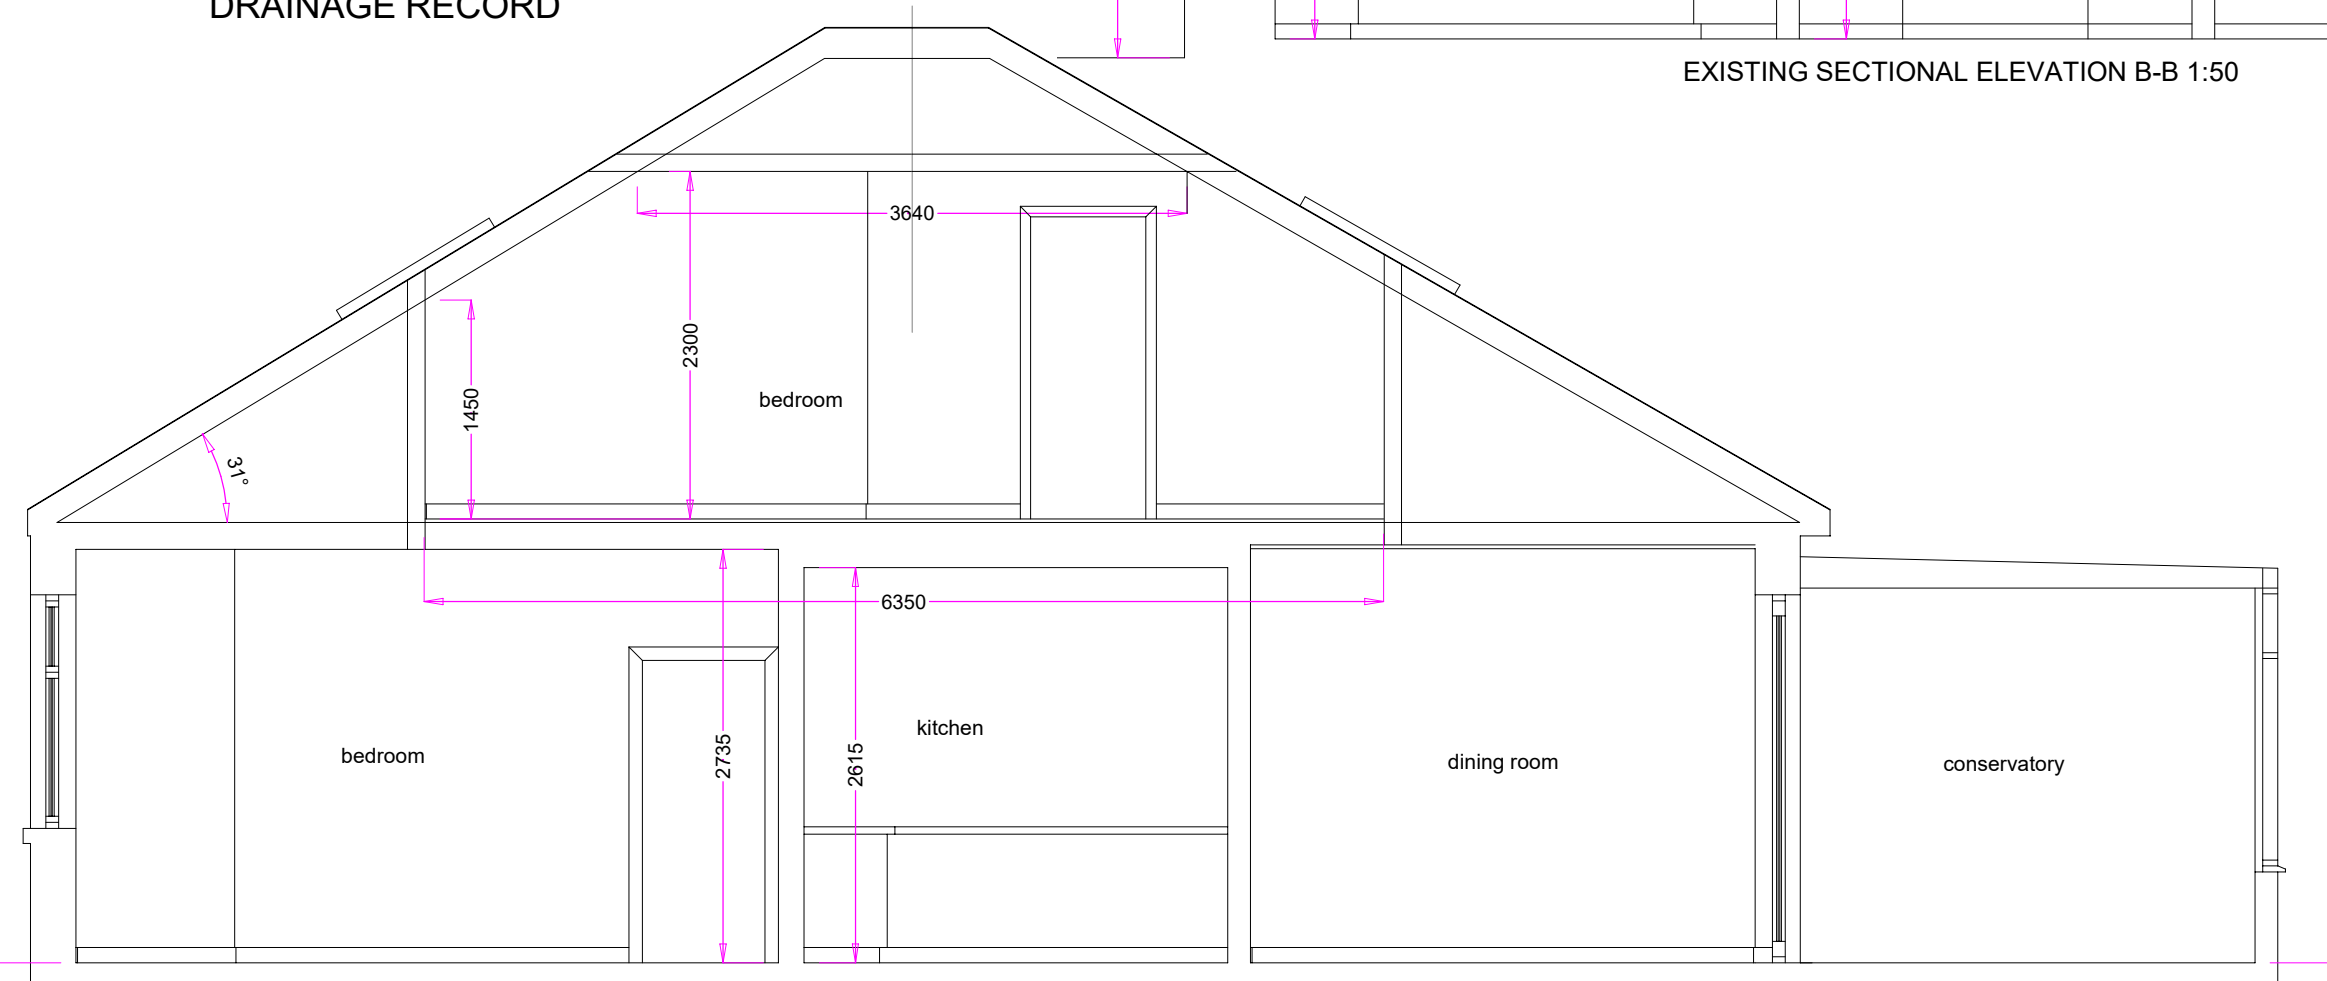 DRAINAGE RECORD
EXISTING SECTIONAL ELEVATION B-B 1:50
3640
2300
1450
bedroom
31°
6350
2735
2615
bedroom
kitchen
dining room
conservatory